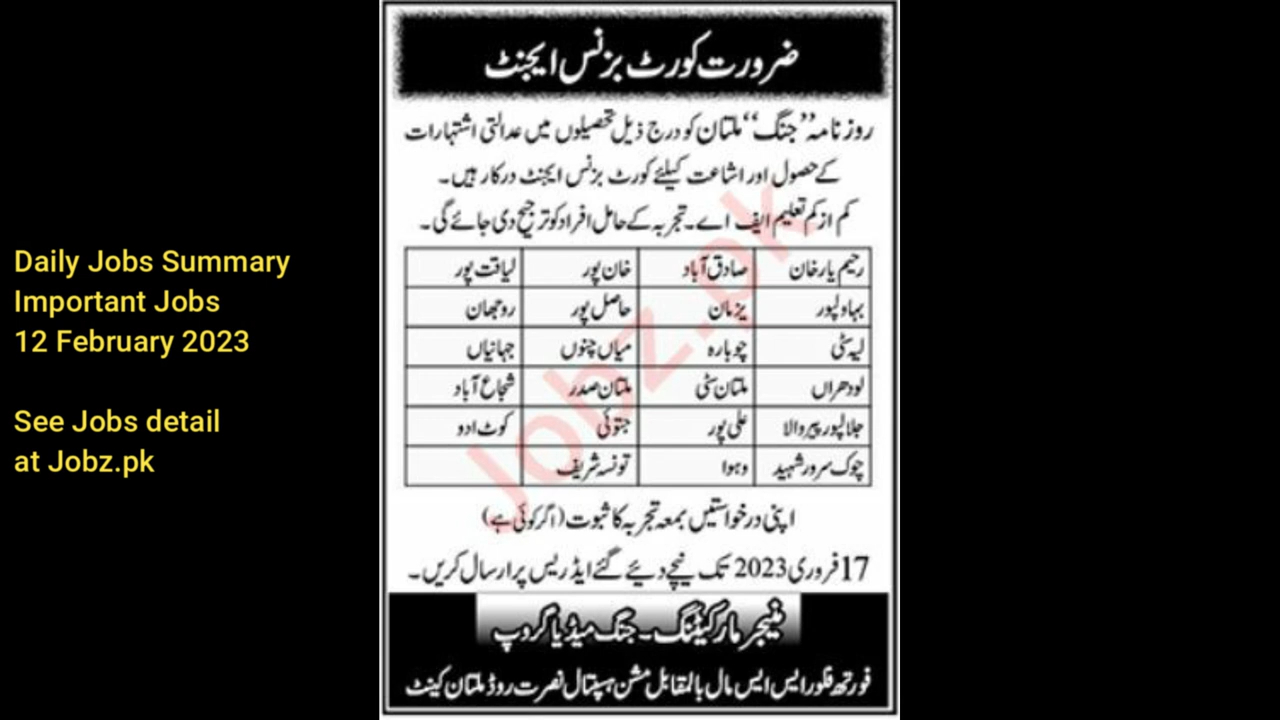 Daily Jobs Summary
Important Jobs
12 February 2023
See Jobs detail
at Jobz.pk
ضرورت کورٹ بزنس ایجنٹ
روزنامہ ”جنگ“ ملتان کو درج ذیل تحصیلوں میں عدالتی اشتہارات
کے حصول اور اشاعت کیلئے کورٹ بزنس ایجنٹ درکار ہیں۔
کم از کم تعلیم ایف اے۔ تجربہ کے حامل افراد کو ترجیح دی جائے گی۔
رحیم یار خان صادق آباد خان پور لیاقت پور
بہاولپور یزمان حاصل پور روجھان
لیہ سٹی چوبارہ میاں چنوں جہانیاں
لودھراں ملتان سٹی ملتان صدر شجاع آباد
جلالپور پیروالا علی پور جتوئی کوٹ ادو
چوک سرور شہید وہوا تونسہ شریف
اپنی درخواستیں بمعہ تجربہ کا ثبوت (اگر کوئی ہے)
17 فروری 2023 تک نیچے دیئے گئے ایڈریس پر ارسال کریں۔
منیجر مارکیٹنگ۔ جنگ میڈیا گروپ
فورتھ فلور ایس ایس مال بالمقابل مشن ہسپتال نصرت روڈ ملتان کینٹ
Jobz.pk